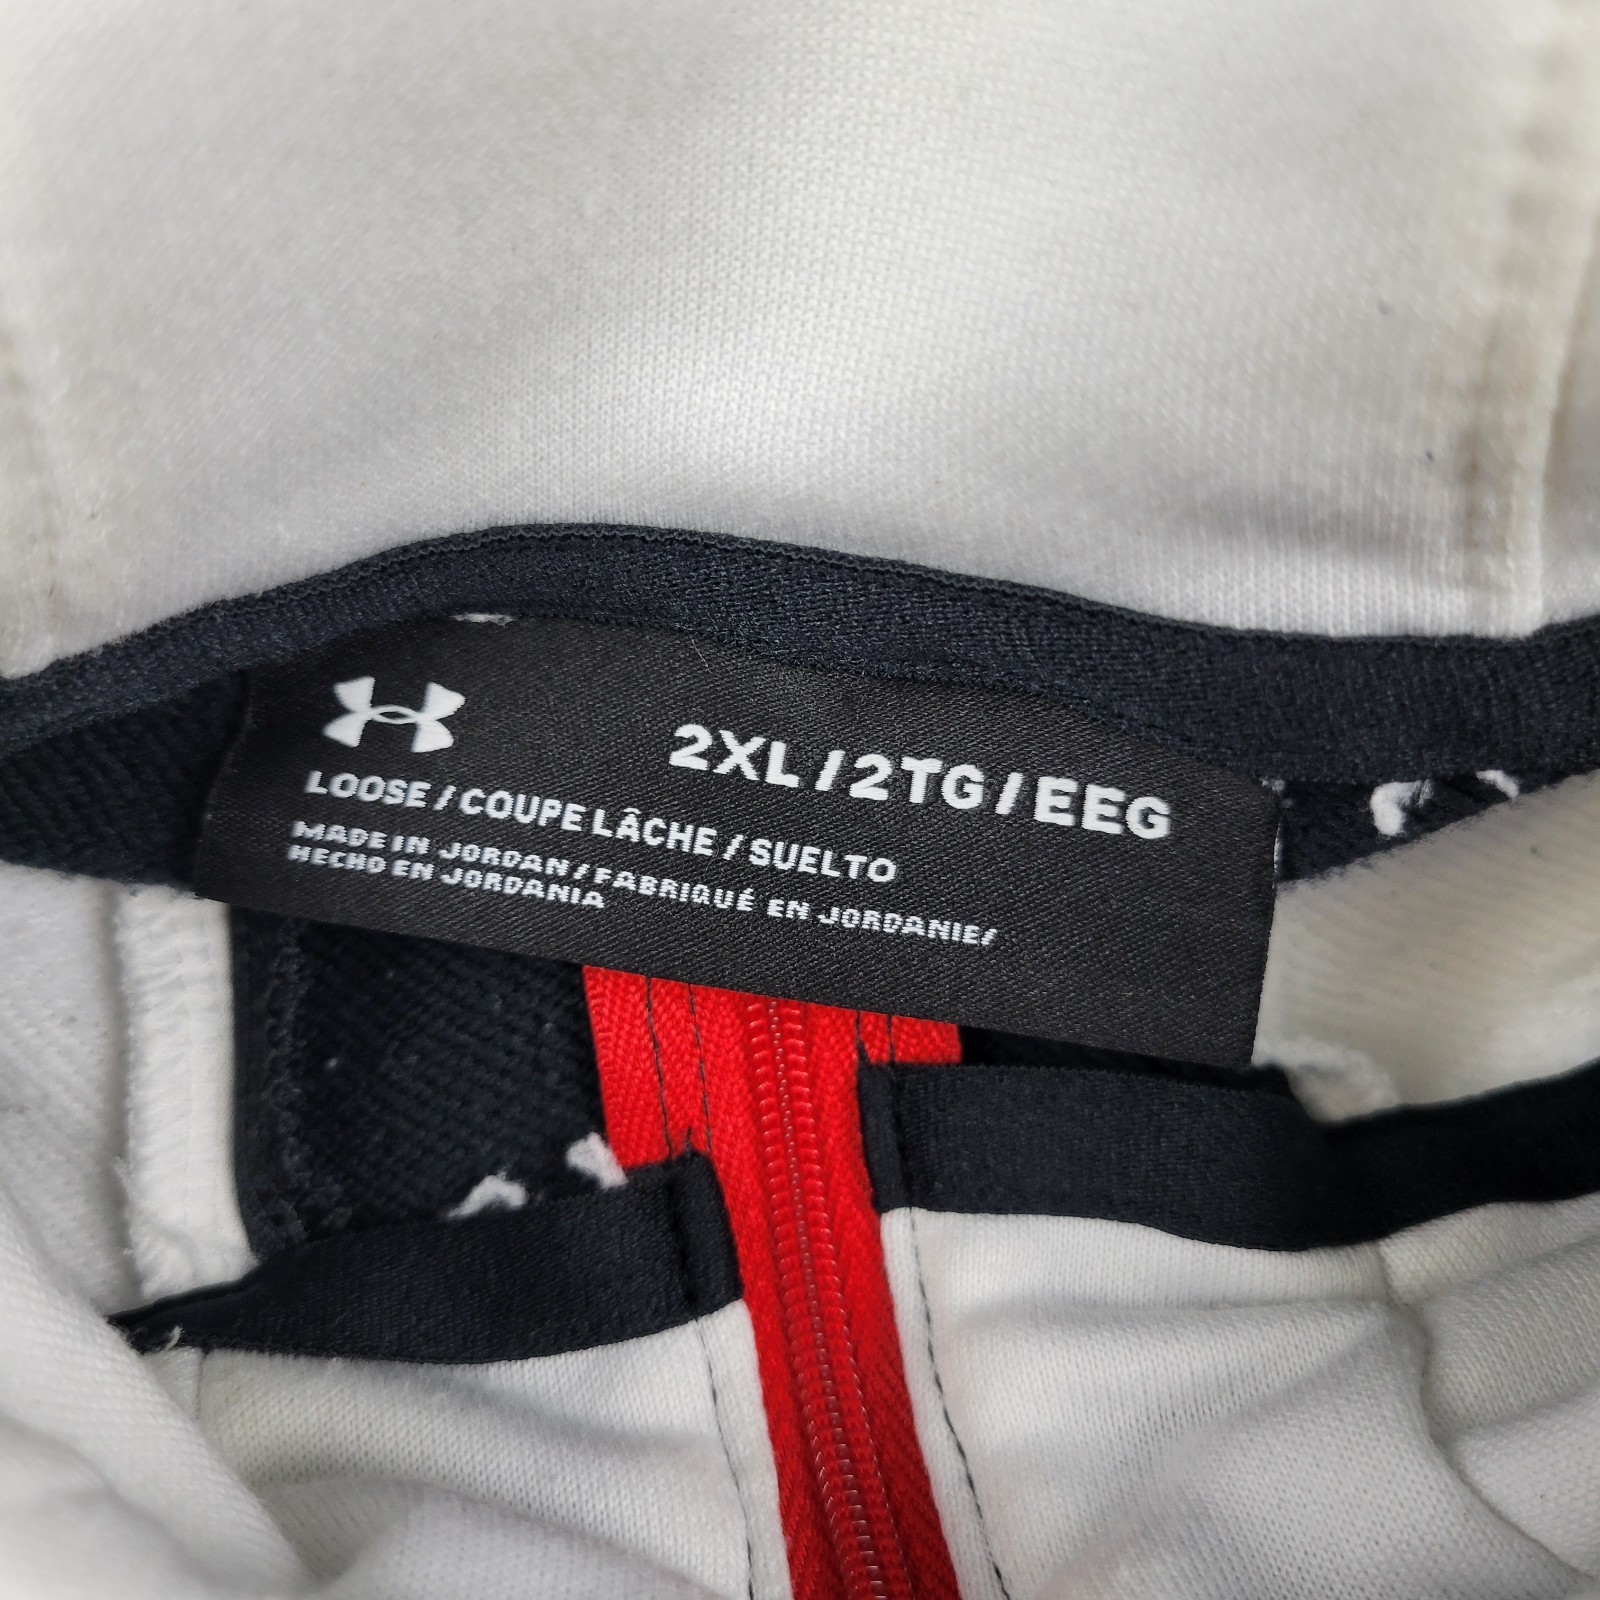 2XL / 2TG / EEG
LOOSE / COUPE LÂCHE / SUELTO
MADE IN JORDAN / FABRIQUÉ EN JORDANIE/
HECHO EN JORDANIA